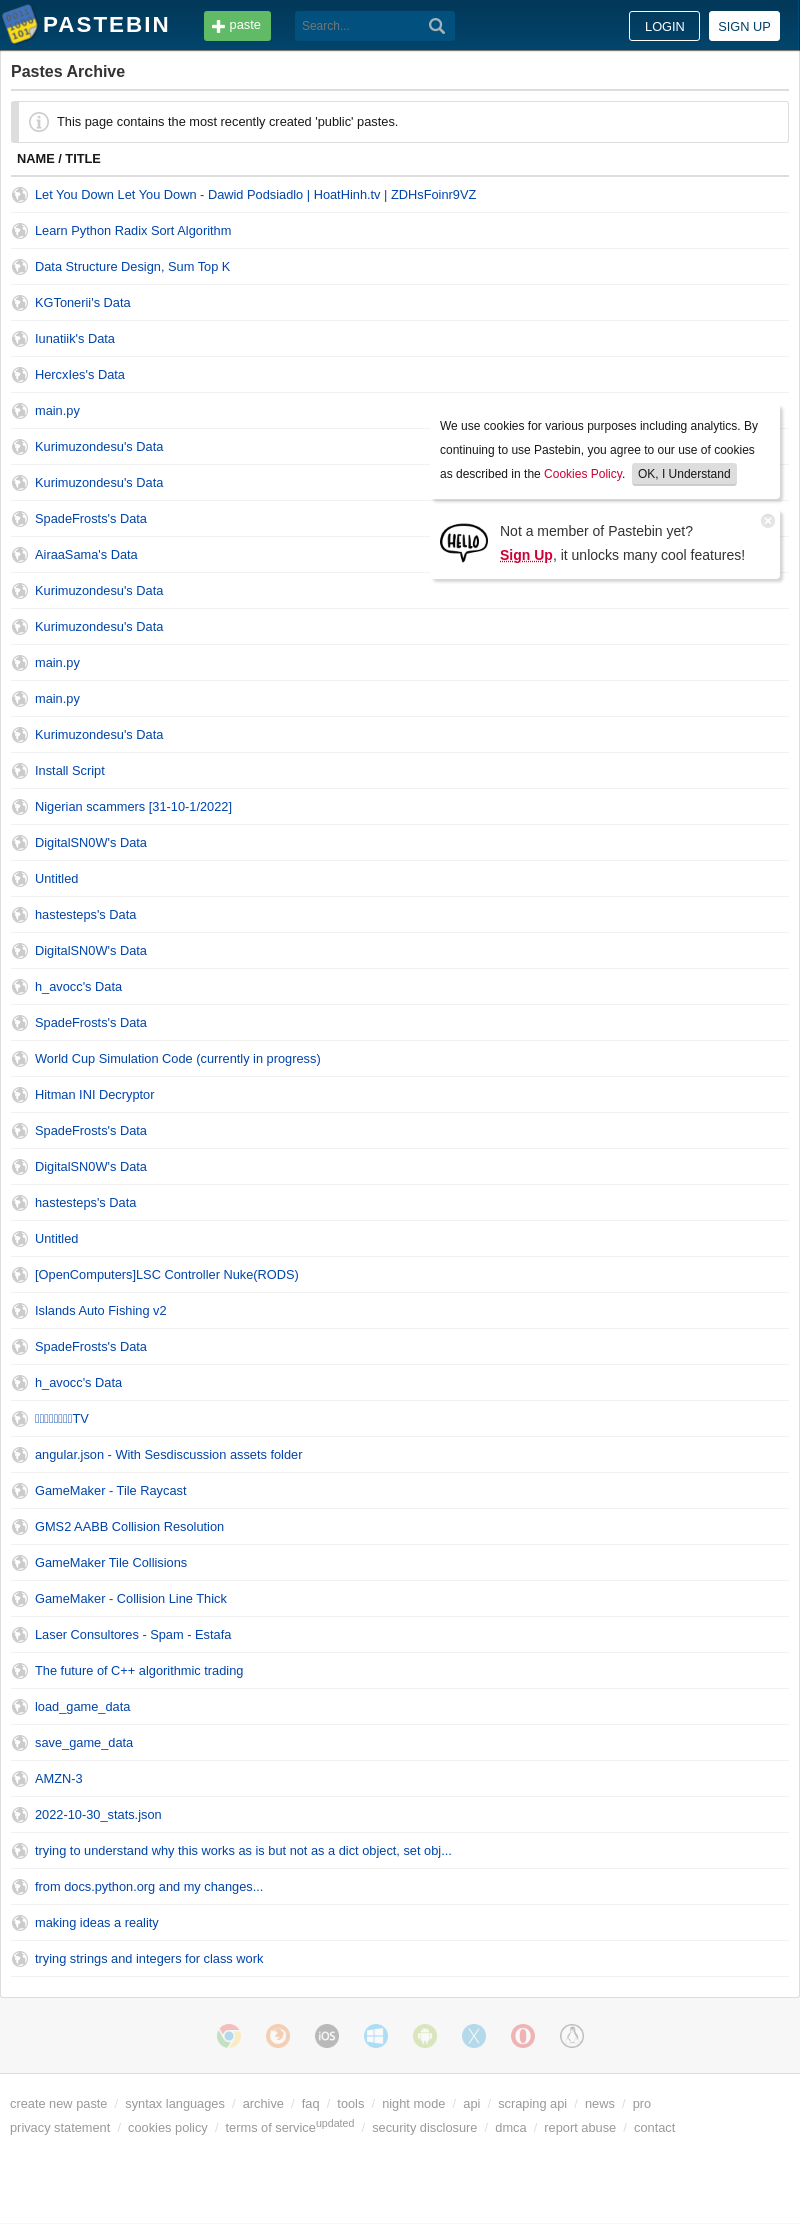 PASTEBIN
paste
Search...
LOGIN
SIGN UP
Pastes Archive
This page contains the most recently created 'public' pastes.
NAME / TITLE
Let You Down Let You Down - Dawid Podsiadlo | HoatHinh.tv | ZDHsFoinr9VZ
Learn Python Radix Sort Algorithm
Data Structure Design, Sum Top K
KGTonerii's Data
Iunatiik's Data
HercxIes's Data
main.py
Kurimuzondesu's Data
Kurimuzondesu's Data
SpadeFrosts's Data
AiraaSama's Data
Kurimuzondesu's Data
Kurimuzondesu's Data
main.py
main.py
Kurimuzondesu's Data
Install Script
Nigerian scammers [31-10-1/2022]
DigitalSN0W's Data
Untitled
hastesteps's Data
DigitalSN0W's Data
h_avocc's Data
SpadeFrosts's Data
World Cup Simulation Code (currently in progress)
Hitman INI Decryptor
SpadeFrosts's Data
DigitalSN0W's Data
hastesteps's Data
Untitled
[OpenComputers]LSC Controller Nuke(RODS)
Islands Auto Fishing v2
SpadeFrosts's Data
h_avocc's Data
TV
angular.json - With Sesdiscussion assets folder
GameMaker - Tile Raycast
GMS2 AABB Collision Resolution
GameMaker Tile Collisions
GameMaker - Collision Line Thick
Laser Consultores - Spam - Estafa
The future of C++ algorithmic trading
load_game_data
save_game_data
AMZN-3
2022-10-30_stats.json
trying to understand why this works as is but not as a dict object, set obj...
from docs.python.org and my changes...
making ideas a reality
trying strings and integers for class work
We use cookies for various purposes including analytics. By
continuing to use Pastebin, you agree to our use of cookies
as described in the Cookies Policy. OK, I Understand
HELLO
Not a member of Pastebin yet?
Sign Up, it unlocks many cool features!
iOS
create new paste / syntax languages / archive / faq / tools / night mode / api / scraping api / news / pro
privacy statement / cookies policy / terms of service updated / security disclosure / dmca / report abuse / contact